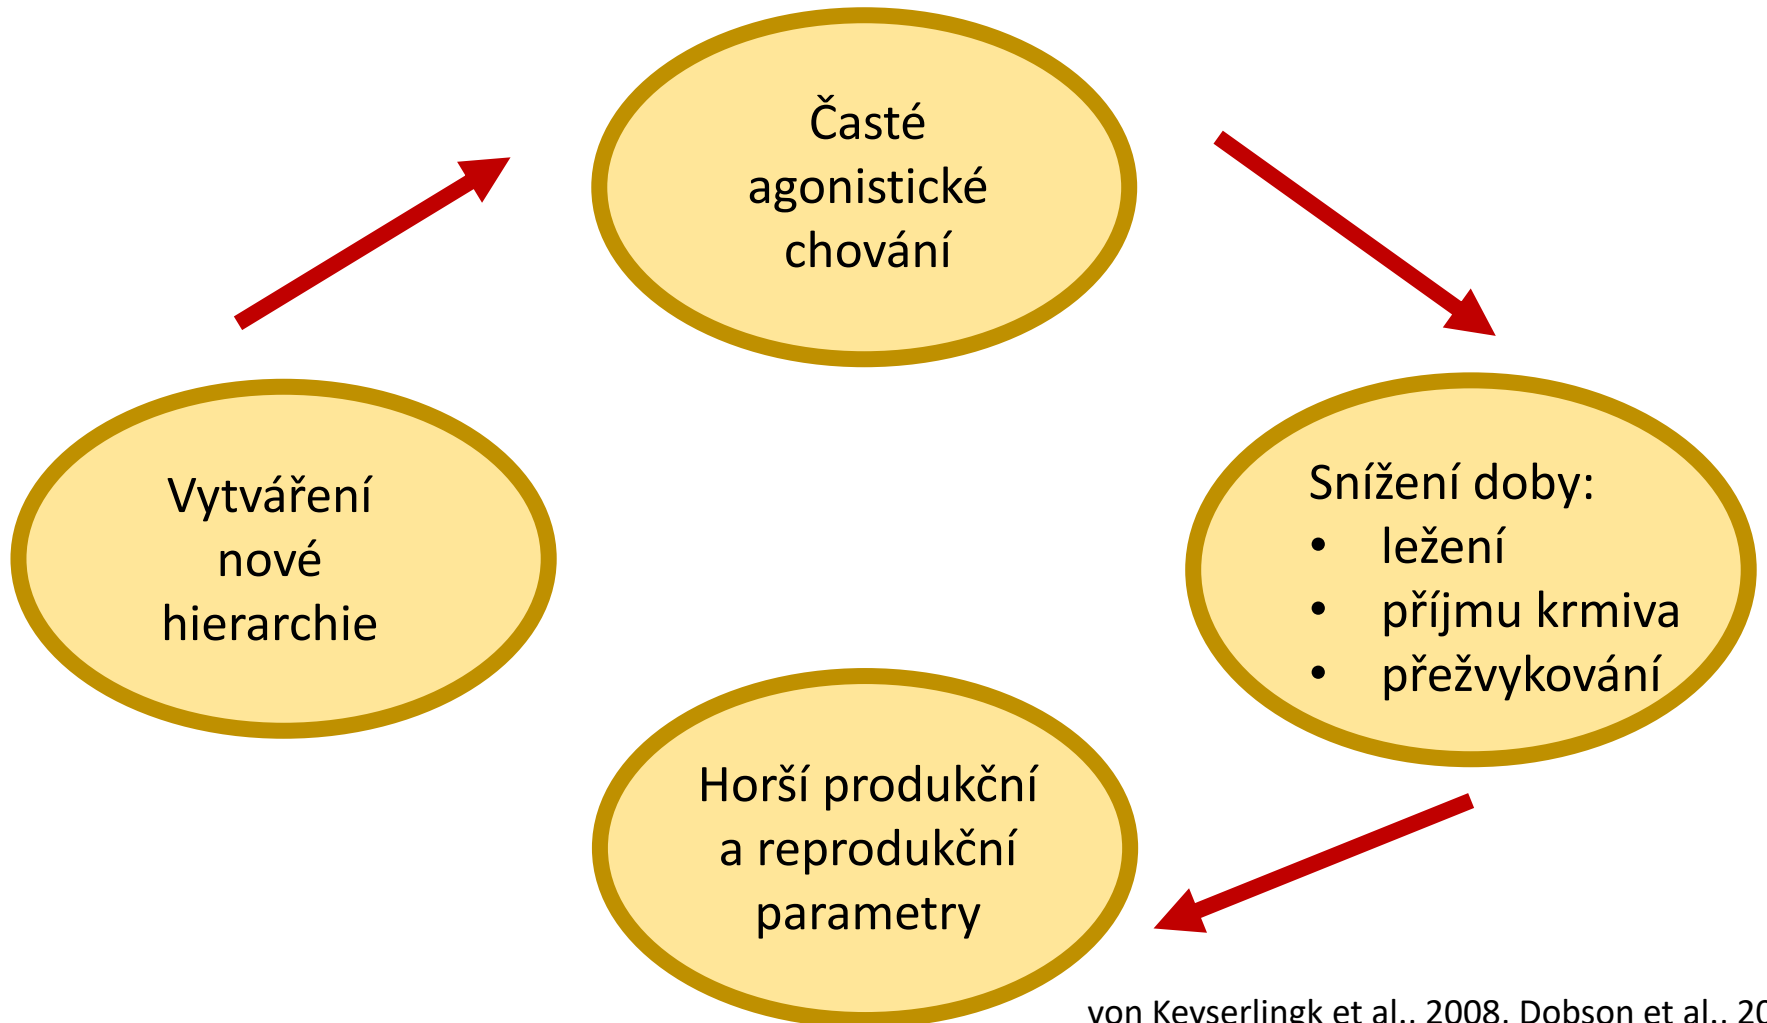 Časté
agonistické
chování
Vytváření
nové
hierarchie
Snížení doby:
• ležení
• příjmu krmiva
• přežvykování
Horší produkční
a reprodukční
parametry
von Keyserlingk et al., 2008, Dobson et al., 20